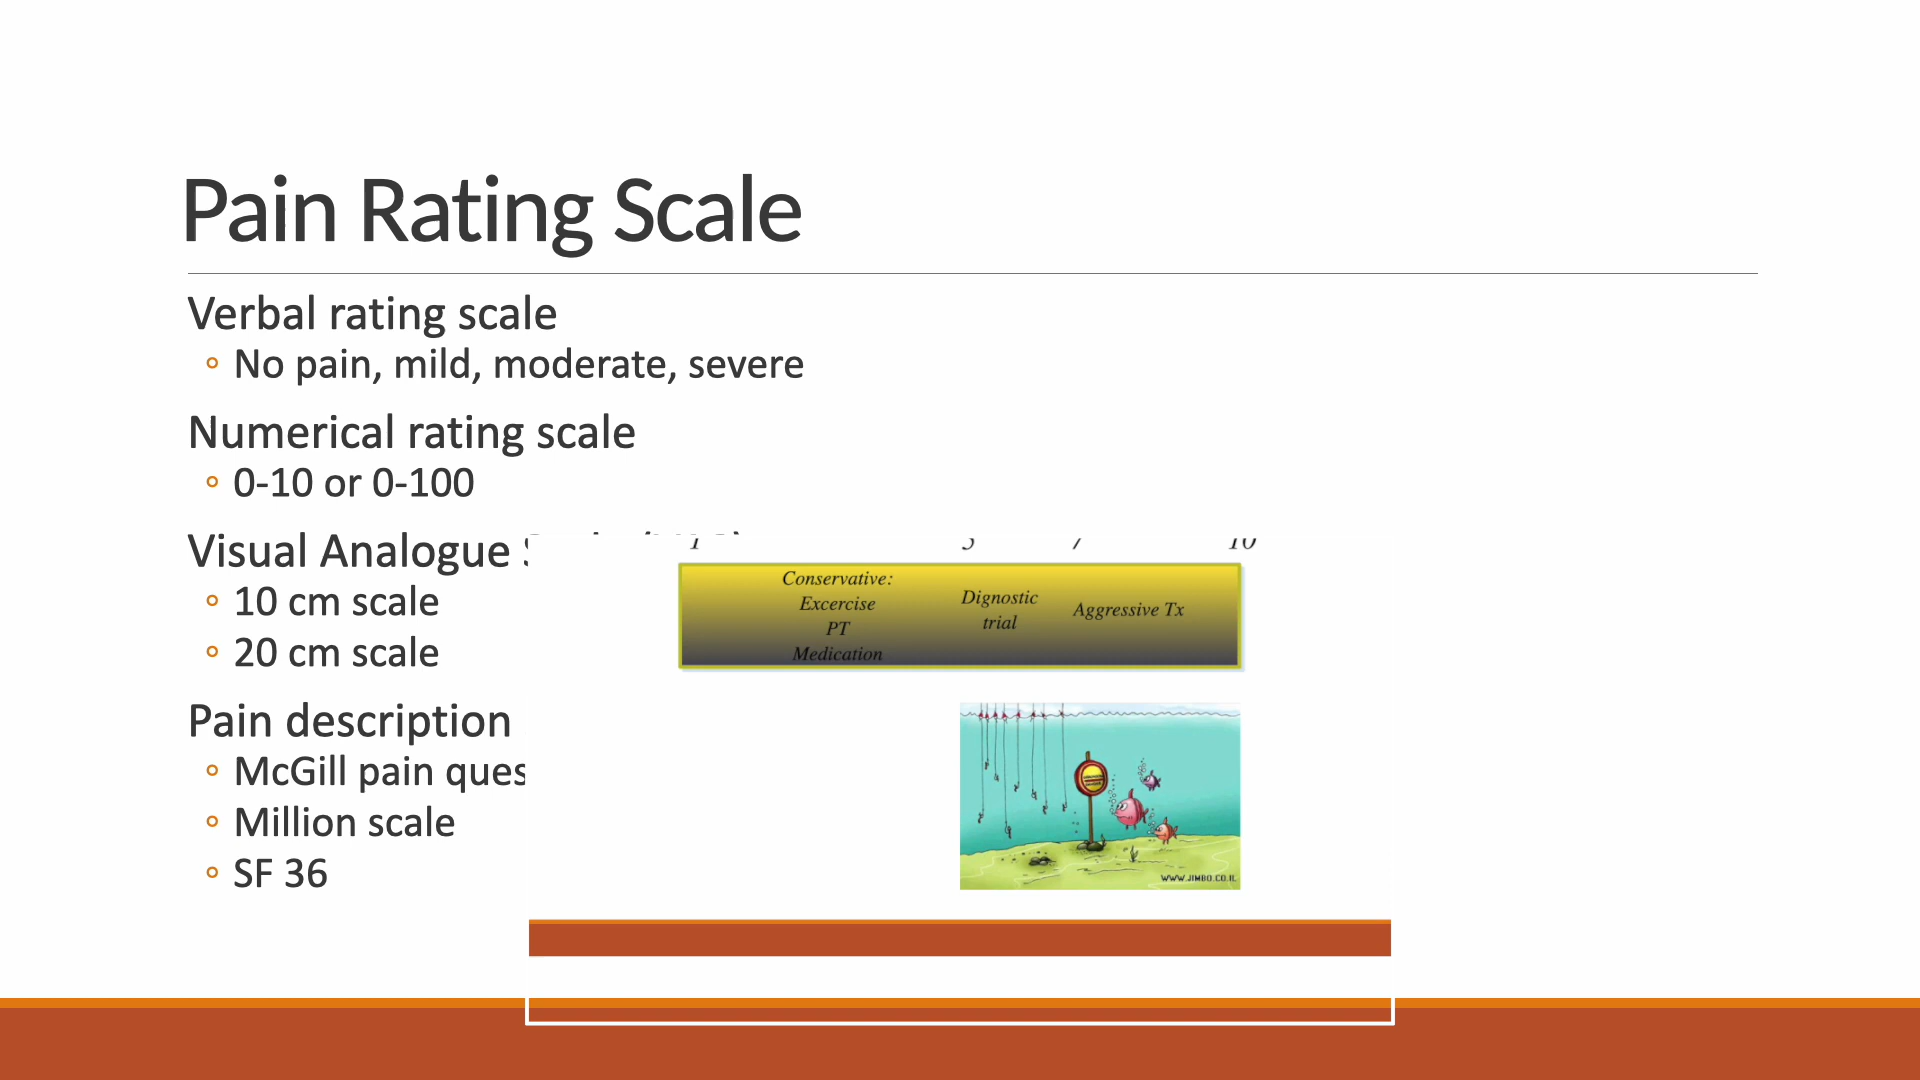 Pain Rating Scale
Verbal rating scale
No pain, mild, moderate, severe
Numerical rating scale
0-10 or 0-100
Visual Analogue
10 cm scale
20 cm scale
Pain description
McGill pain ques
Million scale
SF 36
10
Conservative:
Excercise
PT
Medication
Dignostic
trial
Aggressive Tx
WWW.JIMBO.CO.IL